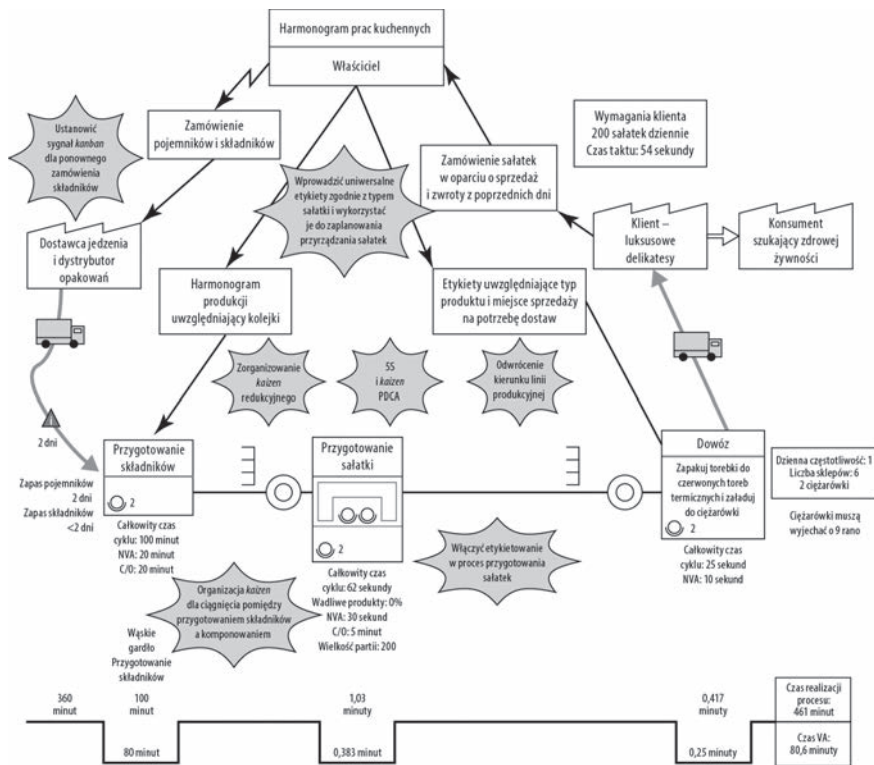 Harmonogram prac kuchennych
Właściciel
Ustanowić
sygnał kanban
dla ponownego
zamówienia
składników
Zamówienie
pojemników i składników
Wprowadzić uniwersalne
etykiety zgodnie z typem
sałatki i wykorzystać
je do zaplanowania
przyrządzania sałatek
Zamówienie sałatek
w oparciu o sprzedaż
i zwroty z poprzednich dni
Wymagania klienta
200 sałatek dziennie
Czas taktu: 54 sekundy
Dostawca jedzenia
i dystrybutor
opakowań
Klient –
luksusowe
delikatesy
Konsument
szukający zdrowej
żywności
Harmonogram
produkcji
uwzględniający kolejki
Etykiety uwzględniające typ
produktu i miejsce sprzedaży
na potrzebę dostaw
Zorganizowanie
kaizen
redukcyjnego
5S
i kaizen
PDCA
Odwrócenie
kierunku linii
produkcyjnej
2 dni
Zapas pojemników
2 dni
Zapas składników
<2 dni
Przygotowanie
składników
2
Całkowity czas
cyklu: 100 minut
NVA: 20 minut
C/O: 20 minut
Przygotowanie
sałatki
2
Całkowity czas
cyklu: 62 sekundy
Wadliwe produkty: 0%
NVA: 30 sekund
C/O: 5 minut
Wielkość partii: 200
Dowóz
Zapakuj torebki do
czerwonych toreb
termicznych i załaduj
do ciężarówki
2
Całkowity czas
cyklu: 25 sekund
NVA: 10 sekund
Dzienna częstotliwość: 1
Liczba sklepów: 6
2 ciężarówki
Ciężarówki muszą
wyjechać o 9 rano
Włączyć etykietowanie
w proces przygotowania
sałatek
Organizacja kaizen
dla ciągnięcia pomiędzy
przygotowaniem składników
a komponowaniem
Wąskie
gardło
Przygotowanie
składników
360
minut
100
minut
1,03
minuty
0,417
minuty
Czas realizacji
procesu:
461 minut
80 minut
0,383 minut
0,25 minuty
Czas VA:
80,6 minuty